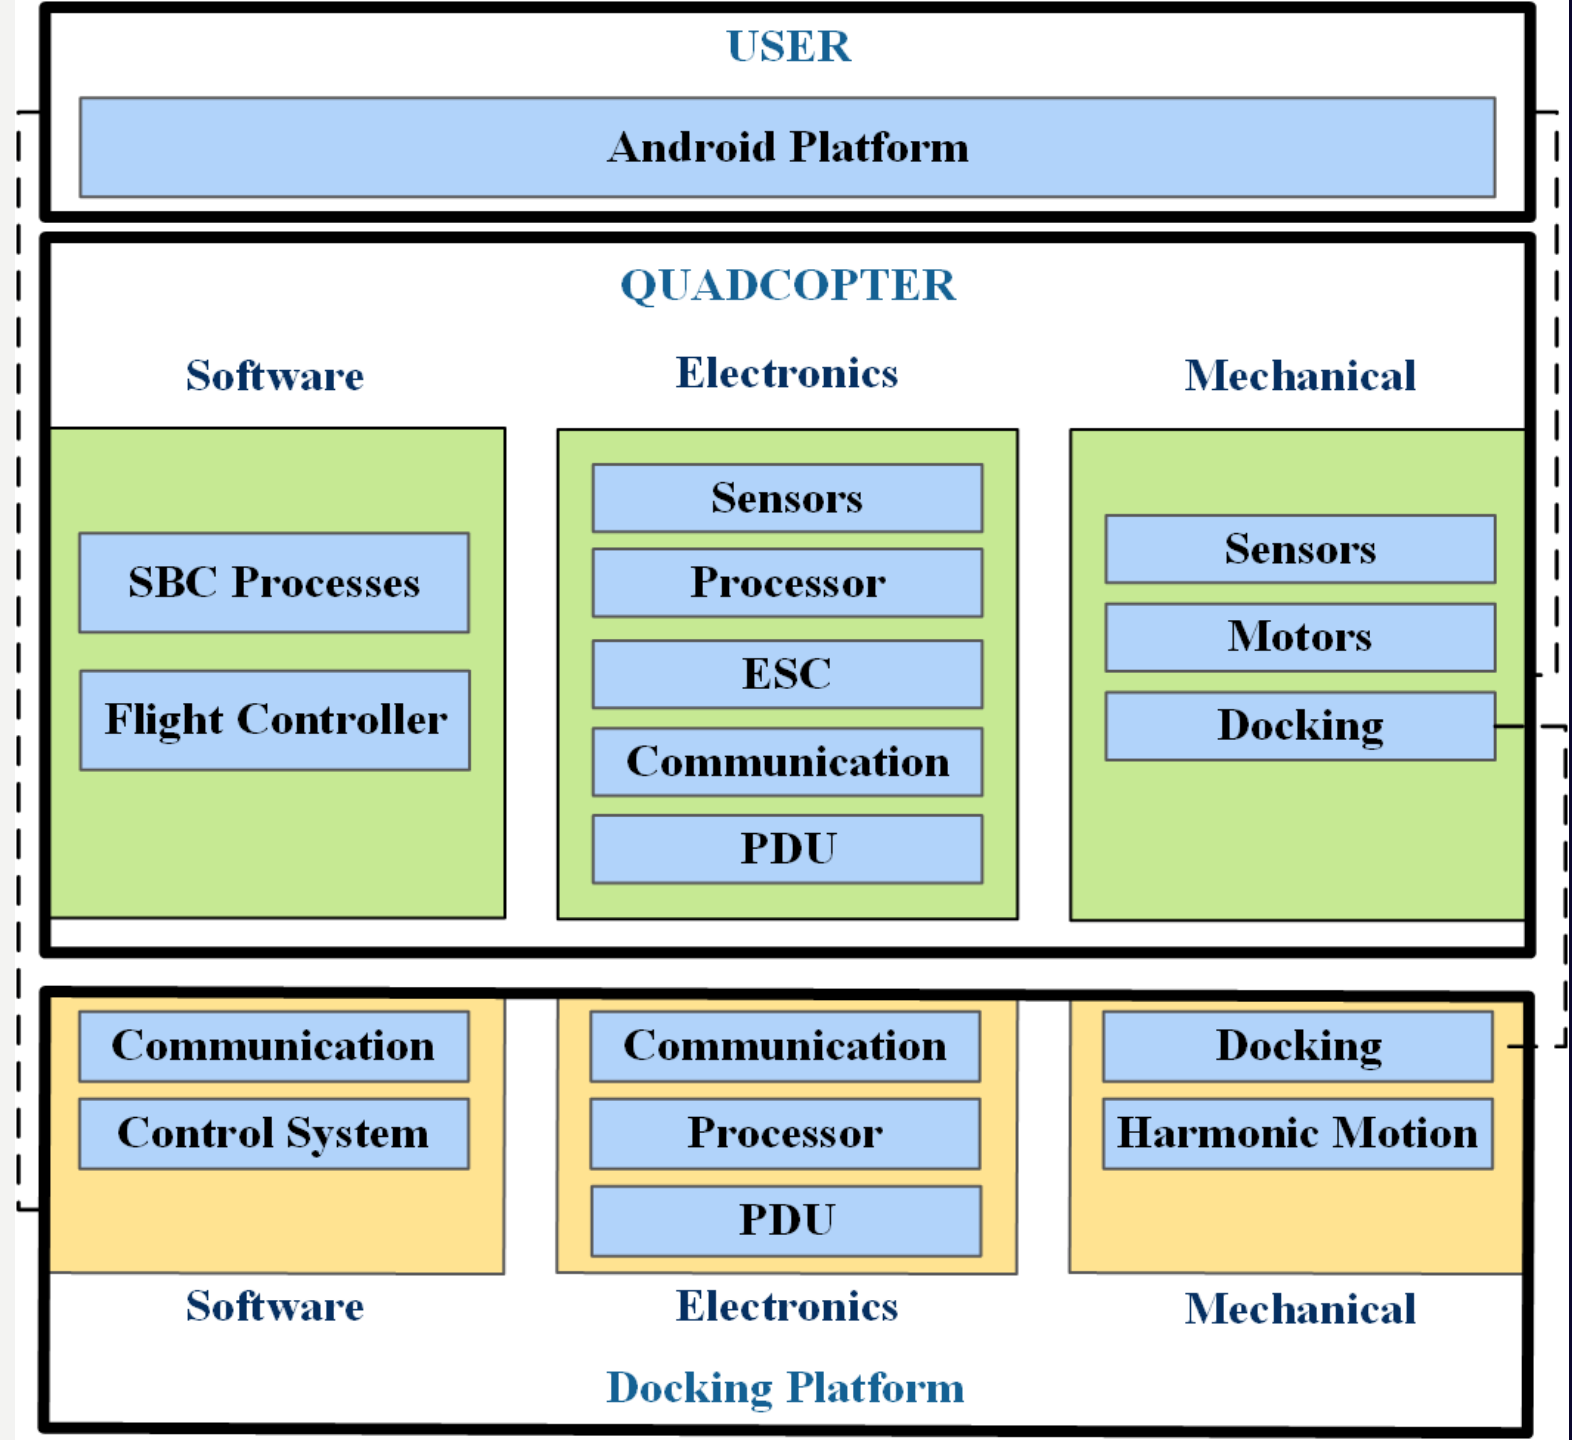 USER
Android Platform
QUADCOPTER
Software
Electronics
Mechanical
SBC Processes
Flight Controller
Sensors
Processor
ESC
Communication
PDU
Sensors
Motors
Docking
Communication
Control System
Communication
Processor
PDU
Docking
Harmonic Motion
Software
Electronics
Mechanical
Docking Platform